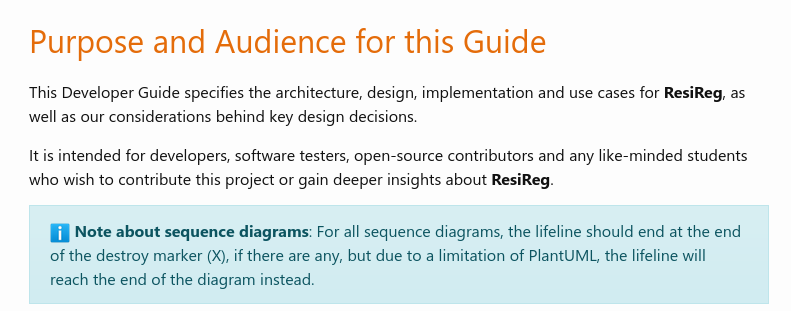 Purpose and Audience for this Guide
This Developer Guide specifies the architecture, design, implementation and use cases for ResiReg, as
well as our considerations behind key design decisions.
It is intended for developers, software testers, open-source contributors and any like-minded students
who wish to contribute this project or gain deeper insights about ResiReg.
Note about sequence diagrams: For all sequence diagrams, the lifeline should end at the end
of the destroy marker (X), if there are any, but due to a limitation of PlantUML, the lifeline will
reach the end of the diagram instead.